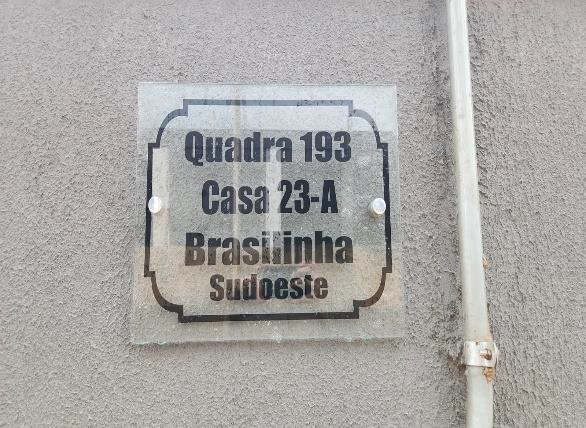 Quadra 193
Casa 23-A
Brasilinha
Sudoeste